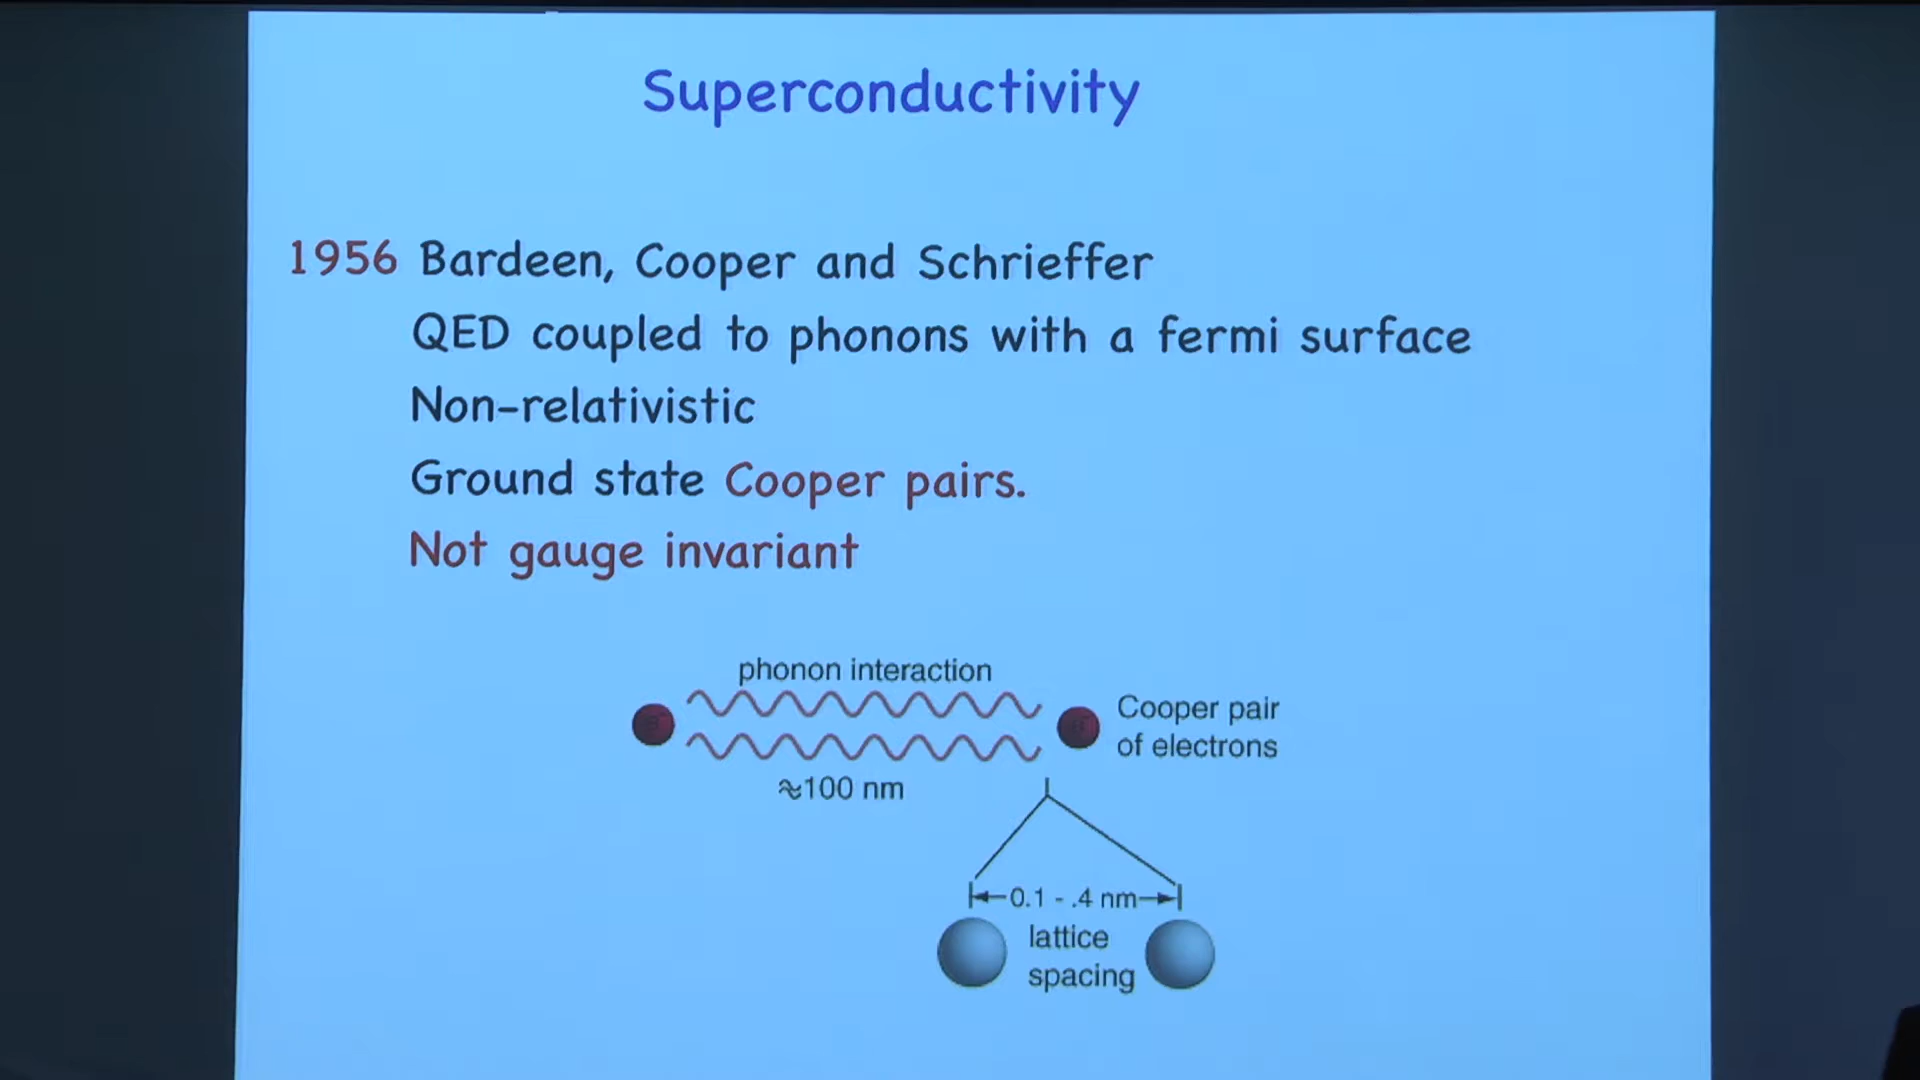 Superconductivity
1956 Bardeen, Cooper and Schrieffer
QED coupled to phonons with a fermi surface
Non-relativistic
Ground state Cooper pairs.
Not gauge invariant
phonon interaction
Cooper pair
of electrons
≈100 nm
0.1 - .4 nm
lattice
spacing